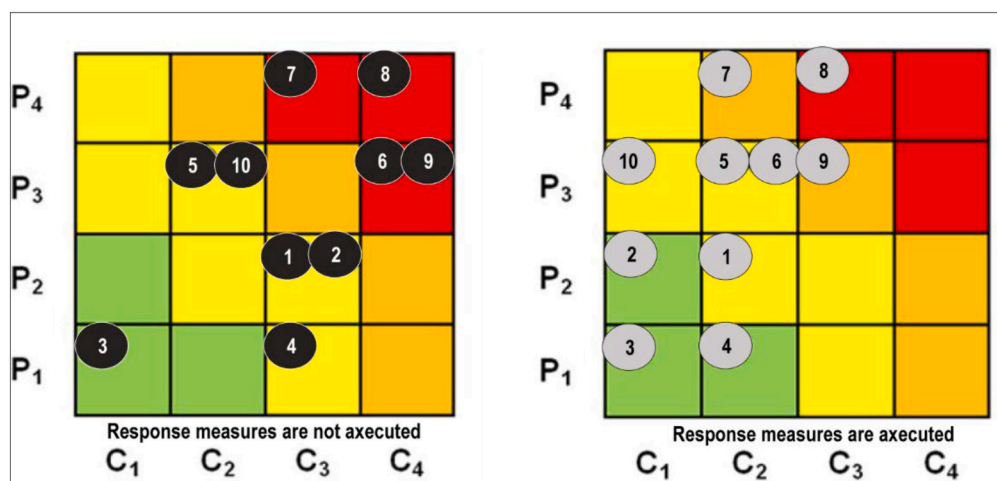 P4 7 8
P3 5 10 6 9
P2 1 2
P1 3 4
Response measures are not axecuted
C1 C2 C3 C4
P4 7 8
P3 10 5 6 9
P2 2 1
P1 3 4
Response measures are axecuted
C1 C2 C3 C4